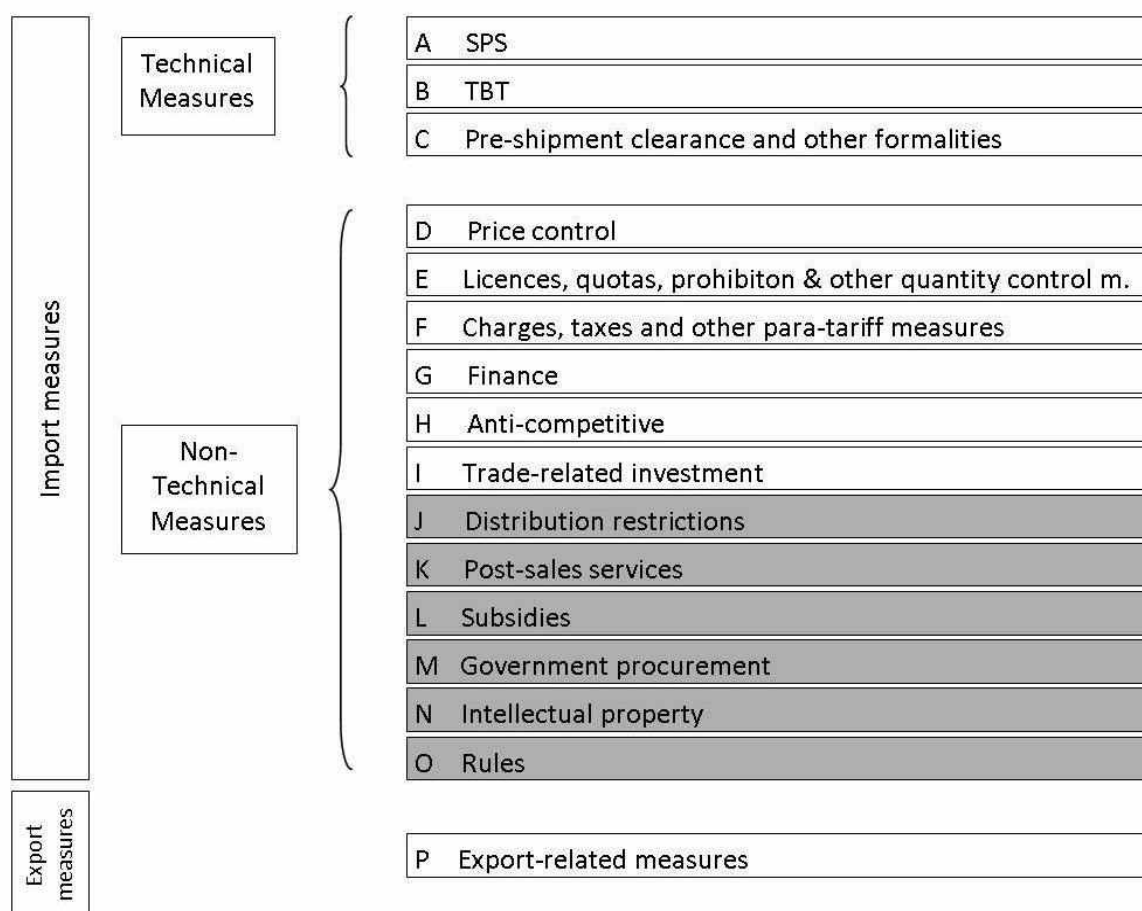 Import measures
Technical
Measures
A SPS
B TBT
C Pre-shipment clearance and other formalities
Non-
Technical
Measures
D Price control
E Licences, quotas, prohibiton & other quantity control m.
F Charges, taxes and other para-tariff measures
G Finance
H Anti-competitive
I Trade-related investment
J Distribution restrictions
K Post-sales services
L Subsidies
M Government procurement
N Intellectual property
O Rules
Export
measures
P Export-related measures